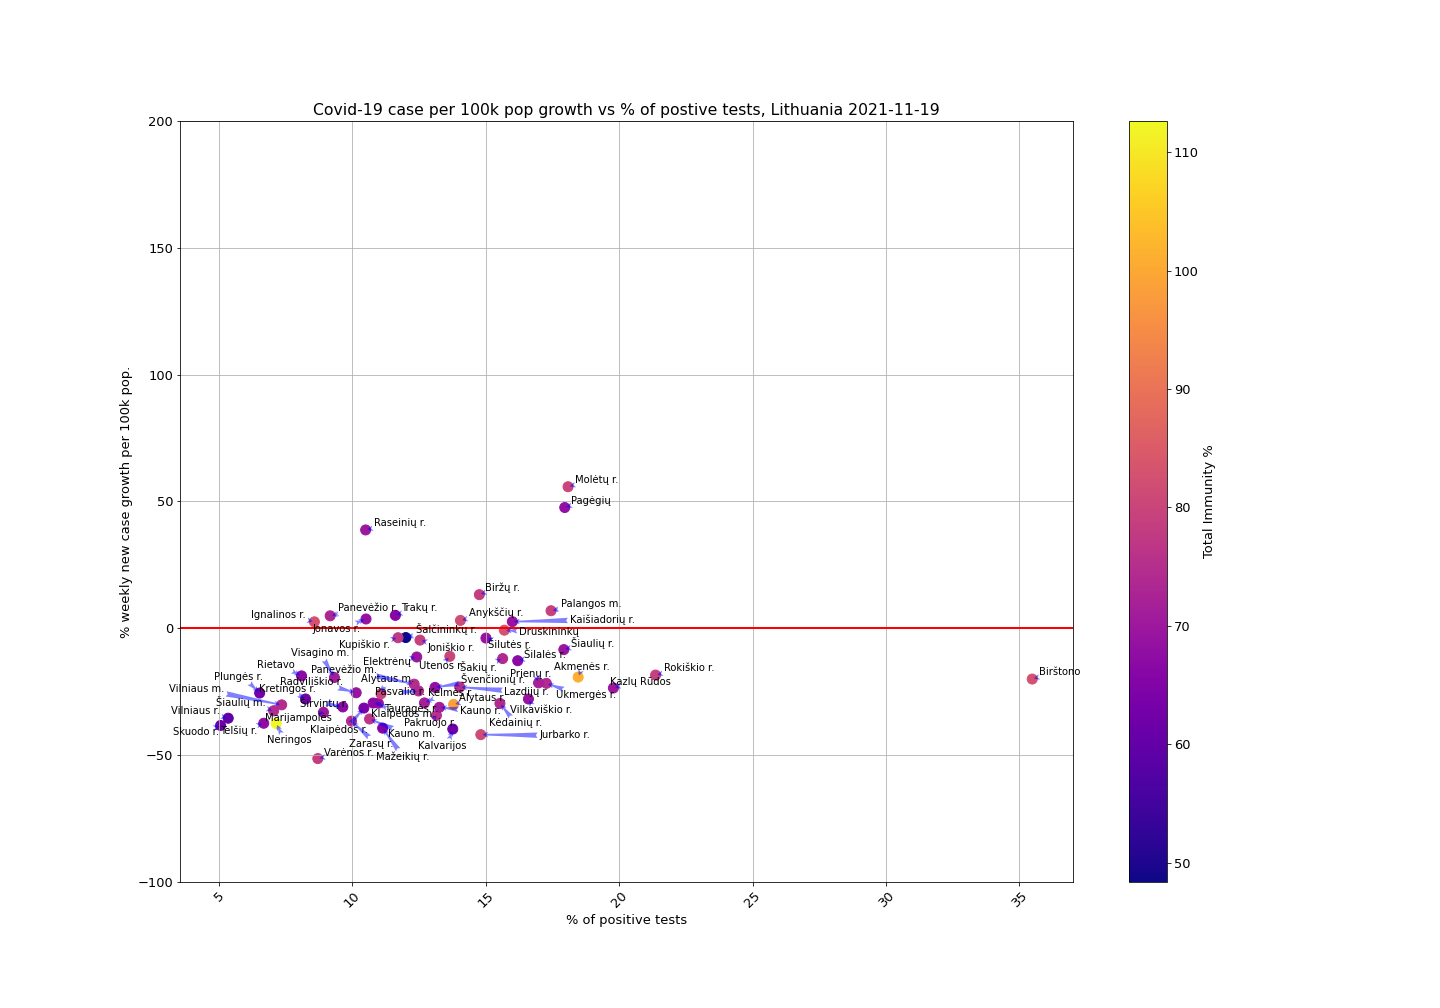 Covid-19 case per 100k pop growth vs % of postive tests, Lithuania 2021-11-19
200
150
100
50
0
−50
−100
% weekly new case growth per 100k pop.
5
10
15
20
25
30
35
% of positive tests
110
100
90
80
70
60
50
Total Immunity %
Molėtų r.
Pagėgių
Raseinių r.
Biržų r.
Palangos m.
Panevėžio r.
Trakų r.
Ignalinos r.
Anykščių r.
Kaišiadorių r.
Jonavos r.
Šalčininkų r.
Druskininkų
Kupiškio r.
Joniškio r.
Šilutės r.
Šiaulių r.
Visagino m.
Šilalės r.
Elektrėnų
Utenos r.
Šakių r.
Rietavo
Akmenės r.
Rokiškio r.
Birštono
Panevėžio m.
Prienų r.
Plungės r.
Alytaus m.
Švenčionių r.
Radviliškio r.
Kazlų Rūdos
Vilniaus m.
Kretingos r.
Pasvalio r.
Kelmės r.
Lazdijų r.
Ukmergės r.
Alytaus r.
Šiaulių m.
Širvintų r.
Tauragės r.
Vilniaus r.
Kauno r.
Vilkaviškio r.
Marijampolės
Klaipėdos m.
Pakruojo r.
Kėdainių r.
Skuodo r.
Telšių r.
Klaipėdos r.
Kauno m.
Jurbarko r.
Neringos
Zarasų r.
Kalvarijos
Varėnos r.
Mažeikių r.